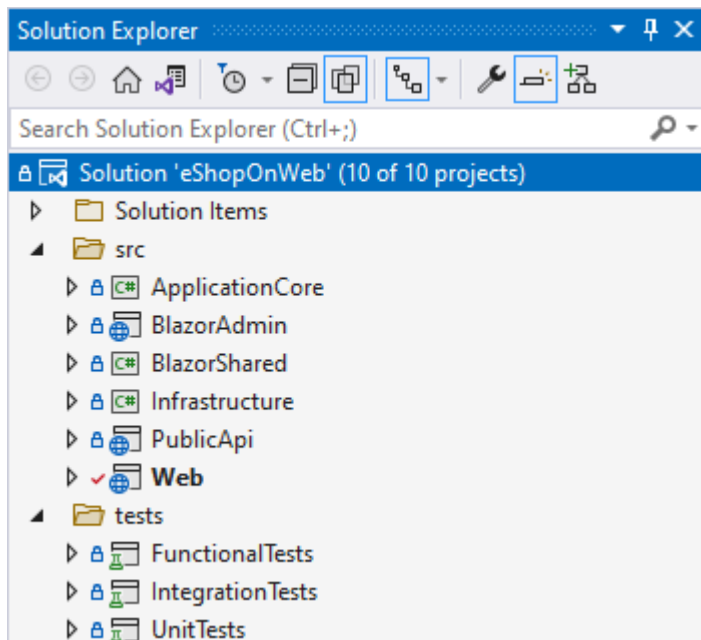 Solution Explorer
Search Solution Explorer (Ctrl+;)
Solution 'eShopOnWeb' (10 of 10 projects)
Solution Items
src
C# ApplicationCore
BlazorAdmin
C# BlazorShared
C# Infrastructure
PublicApi
Web
tests
FunctionalTests
IntegrationTests
UnitTests